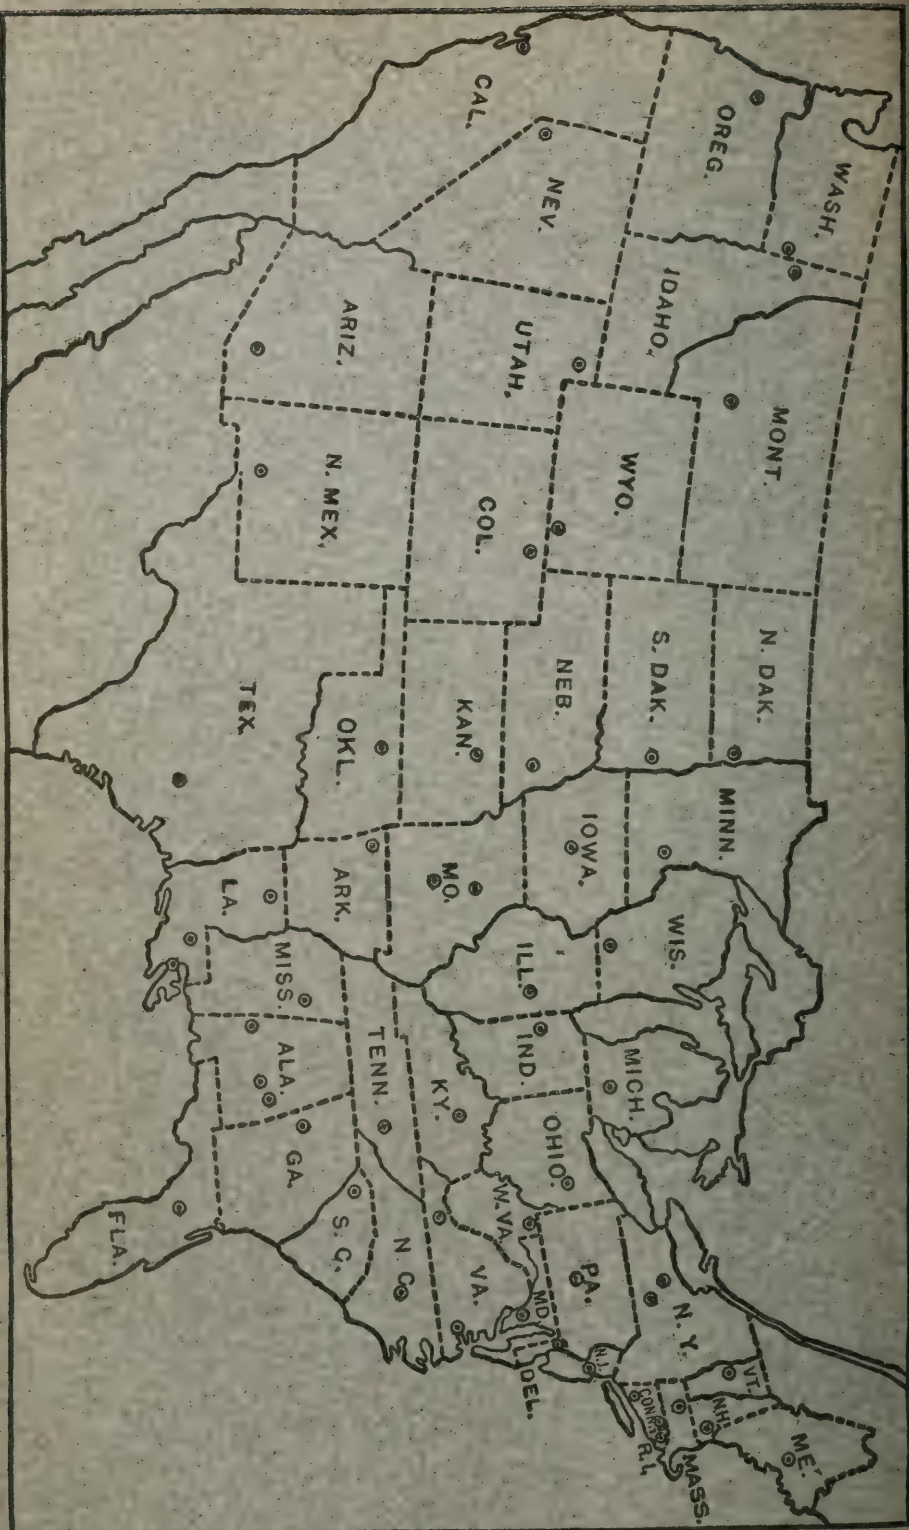 WASH.
OREG.
CAL.
NEV.
IDAHO,
MONT.
WYO.
UTAH,
ARIZ.
COL.
N. MEX,
N. DAK.
S. DAK.
NEB.
KAN.
OKL.
TEX.
MINN.
IOWA.
MO.
ARK.
LA.
WIS.
ILL.
MICH.
IND.
OHIO.
KY.
TENN.
MISS.
ALA.
GA.
FLA.
S. C.
N. C.
VA.
W. VA.
MD
DEL.
PA.
N.J.
N. Y.
CONN.
R.I.
MASS.
VT.
N.H.
ME.